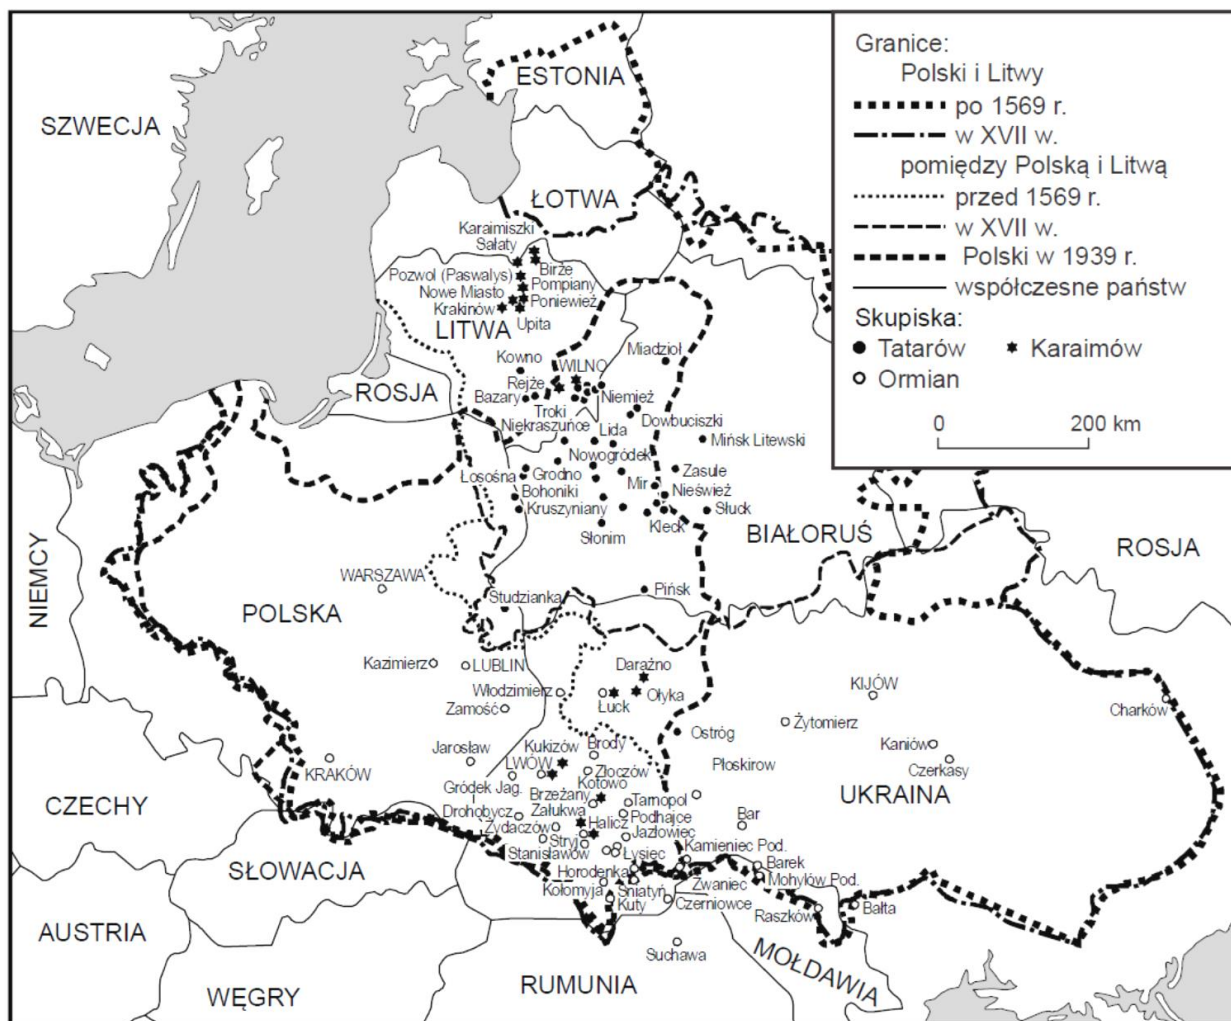 Granice:
Polski i Litwy
po 1569 r.
w XVII w.
pomiędzy Polską i Litwą
przed 1569 r.
w XVII w.
Polski w 1939 r.
współczesne państw
Skupiska:
Tatarów
Karaimów
Ormian
0
200 km
SZWECJA
ESTONIA
ŁOTWA
Karaimiszki
Sałaty
Birże
Pozwol (Paswalys)
Pompiany
Nowe Miasto
Poniewież
Krakinów
Upita
LITWA
Kowno
WILNO
Miadzioł
ROSJA
Rejże
Bazary
Niemież
Troki
Dowbuciszki
Niekraszuńce
Lida
Mińsk Litewski
Nowogródek
Łosośna
Grodno
Mir
Zasule
Bohoniki
Nieśwież
Kruszyniany
Słuck
Kleck
Słonim
BIAŁORUŚ
ROSJA
NIEMCY
WARSZAWA
POLSKA
Studzianka
Pińsk
Kazimierz
LUBLIN
Darażno
Włodzimierz
Ołyka
Łuck
Zamość
KIJÓW
Charków
Żytomierz
Ostróg
Kaniów
Czerkasy
Jarosław
Kukizów
Brody
Płoskirow
KRAKÓW
LWÓW
Złoczów
Gródek Jag.
Kotowo
UKRAINA
CZECHY
Brzeżany
Tarnopol
Drohobycz
Załukwa
Podhajce
Bar
Żydaczów
Halicz
Jazłowiec
Stryj
Kamieniec Pod.
Stanisławów
Łysiec
Barek
SŁOWACJA
Horodenka
Mohylów Pod.
Kołomyja
Śniatyń
Żwaniec
Kuty
Czerniowce
Raszków
Bałta
AUSTRIA
Suchawa
MOŁDAWIA
WĘGRY
RUMUNIA